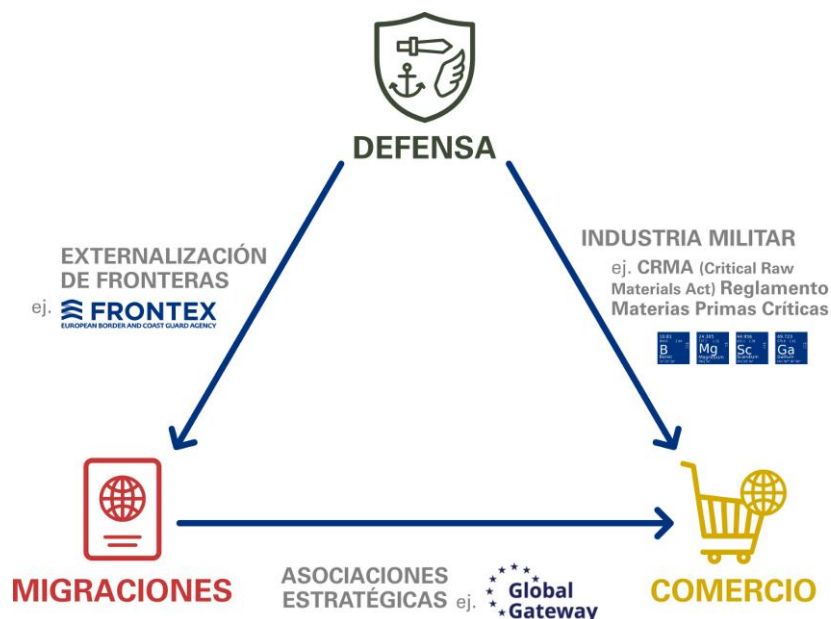 DEFENSA
EXTERNALIZACIÓN
DE FRONTERAS
ej. FRONTEX
EUROPEAN BORDER AND COAST GUARD AGENCY
INDUSTRIA MILITAR
ej. CRMA (Critical Raw
Materials Act) Reglamento
Materias Primas Críticas
B Mg Sc Ga
MIGRACIONES
ASOCIACIONES
ESTRATÉGICAS ej. Global
Gateway
COMERCIO